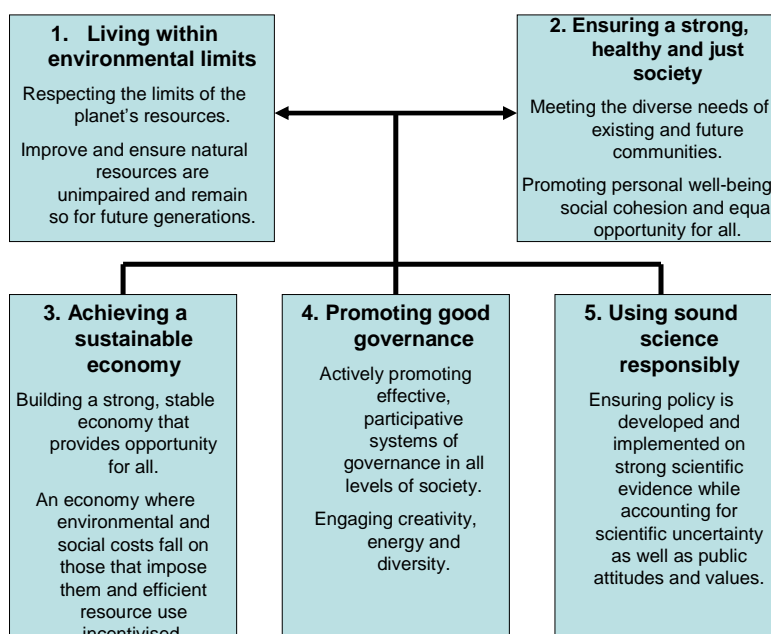 1. Living within
environmental limits
Respecting the limits of the
planet's resources.
Improve and ensure natural
resources are
unimpaired and remain
so for future generations.
2. Ensuring a strong,
healthy and just
society
Meeting the diverse needs of
existing and future
communities.
Promoting personal well-being
social cohesion and equa
opportunity for all.
3. Achieving a
sustainable
economy
Building a strong, stable
economy that
provides opportunity
for all.
An economy where
environmental and
social costs fall on
those that impose
them and efficient
resource use
incentivised
4. Promoting good
governance
Actively promoting
effective,
participative
systems of
governance in all
levels of society.
Engaging creativity,
energy and
diversity.
5. Using sound
science
responsibly
Ensuring policy is
developed and
implemented on
strong scientific
evidence while
accounting for
scientific uncertainty
as well as public
attitudes and values.